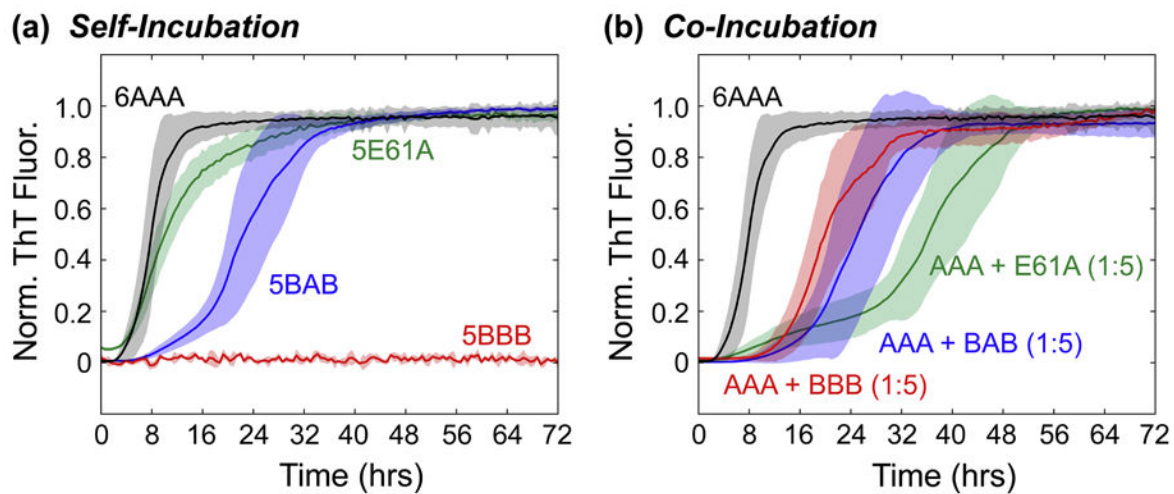 (a) Self-Incubation
Norm. ThT Fluor.
1.0
0.8
0.6
0.4
0.2
0
6AAA
5E61A
5BAB
5BBB
0 8 16 24 32 40 48 56 64 72
Time (hrs)
(b) Co-Incubation
Norm. ThT Fluor.
1.0
0.8
0.6
0.4
0.2
0
6AAA
AAA + E61A (1:5)
AAA + BAB (1:5)
AAA + BBB (1:5)
0 8 16 24 32 40 48 56 64 72
Time (hrs)